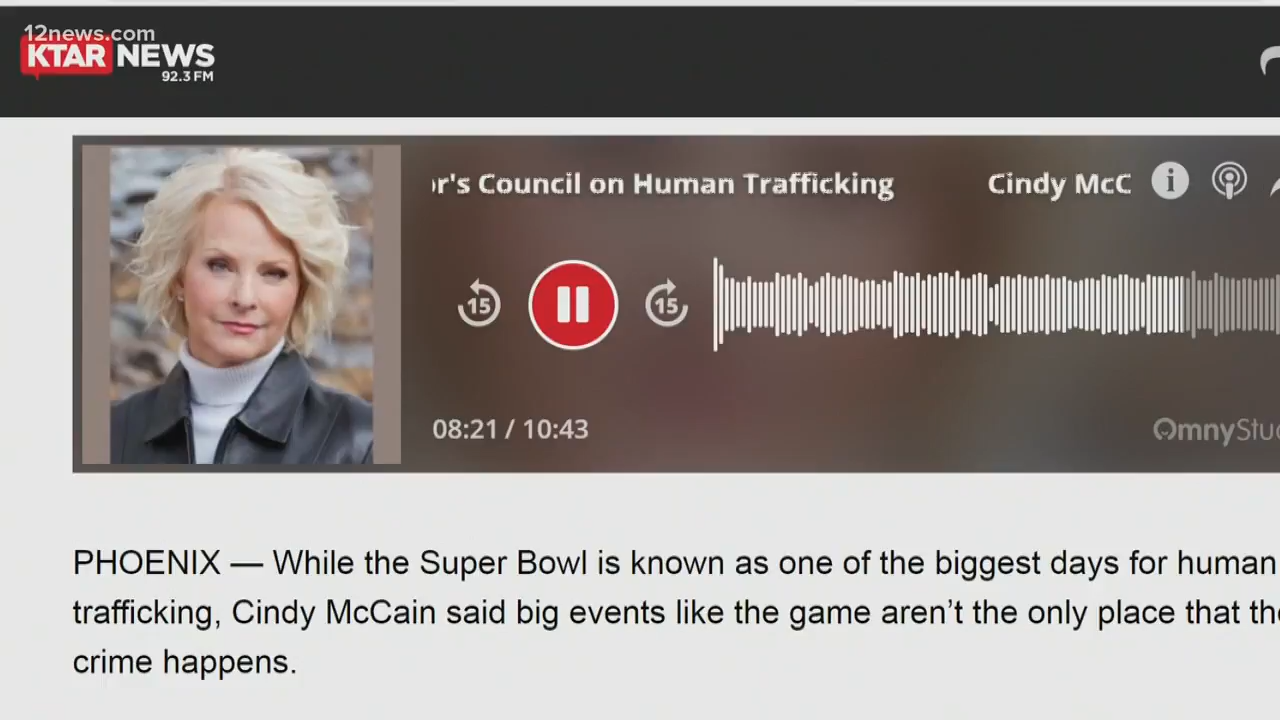 12news.com
KTAR NEWS
92.3 FM
r's Council on Human Trafficking
Cindy McC
15
15
08:21 / 10:43
OmnyStu
PHOENIX — While the Super Bowl is known as one of the biggest days for human
trafficking, Cindy McCain said big events like the game aren’t the only place that the
crime happens.